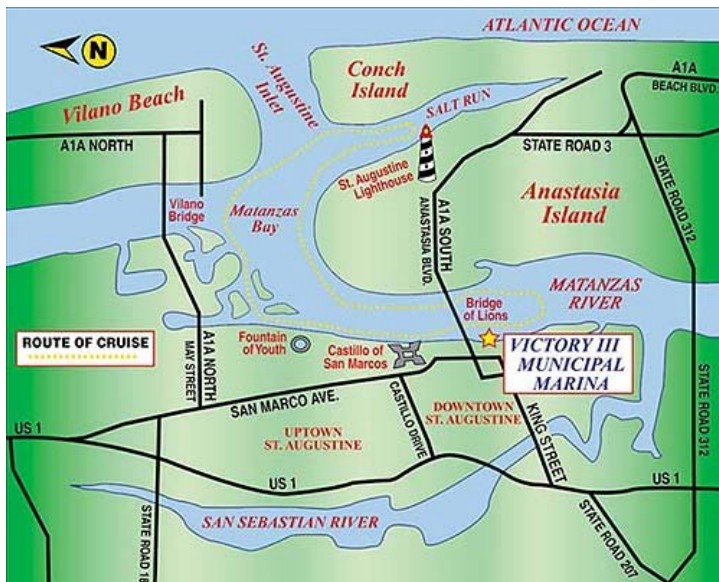 ATLANTIC OCEAN
N
St. Augustine
Inlet
Conch
Island
A1A
BEACH BLVD.
Vilano Beach
SALT RUN
A1A NORTH
STATE ROAD 3
St. Augustine
Lighthouse
STATE ROAD 312
Anastasia
Island
A1A SOUTH
ANASTASIA BLVD.
Vilano
Bridge
Matanzas
Bay
MATANZAS
RIVER
Bridge
of Lions
ROUTE OF CRUISE
A1A NORTH
MAY STREET
Fountain
of Youth
Castillo of
San Marcos
VICTORY III
MUNICIPAL
MARINA
SAN MARCO AVE.
CASTILLO DRIVE
DOWNTOWN
ST. AUGUSTINE
KING STREET
STATE ROAD 312
US 1
UPTOWN
ST. AUGUSTINE
US 1
US 1
SAN SEBASTIAN RIVER
STATE ROAD 16
STATE ROAD 207